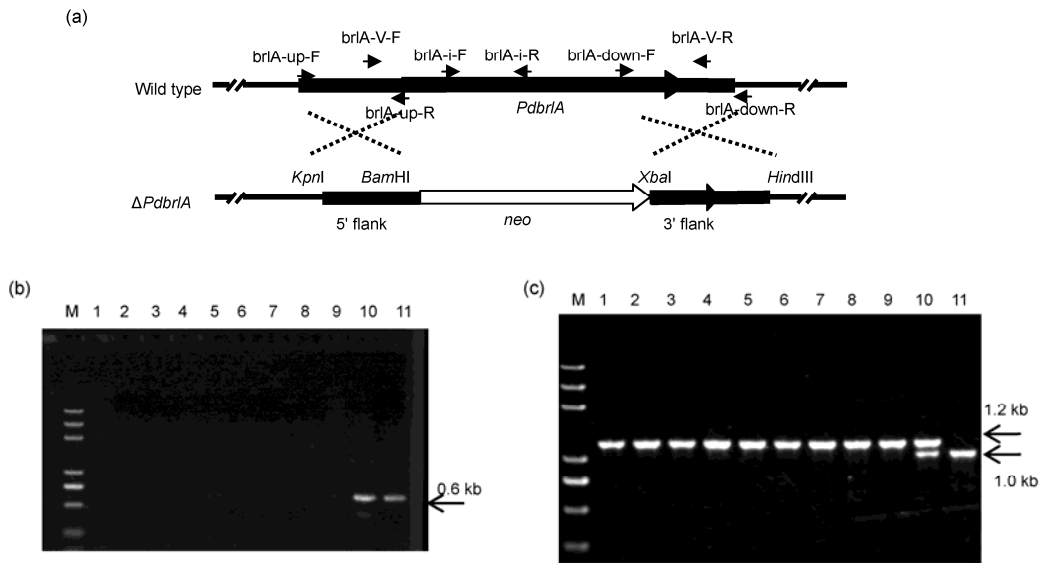 (a)
brlA-V-F
brlA-V-R
brlA-up-F
brlA-i-F
brlA-i-R
brlA-down-F
Wild type
brlA-up-R
PdbrlA
brlA-down-R
KpnI
BamHI
XbaI
HindIII
ΔPdbrlA
neo
5' flank
3' flank
(b)
M 1 2 3 4 5 6 7 8 9 10 11
0.6 kb
(c)
M 1 2 3 4 5 6 7 8 9 10 11
1.2 kb
1.0 kb